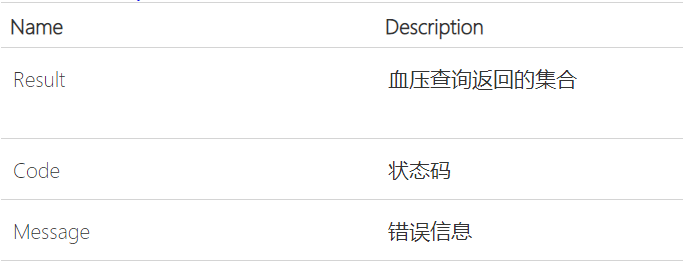 Name Description
Result 血压查询返回的集合
Code 状态码
Message 错误信息